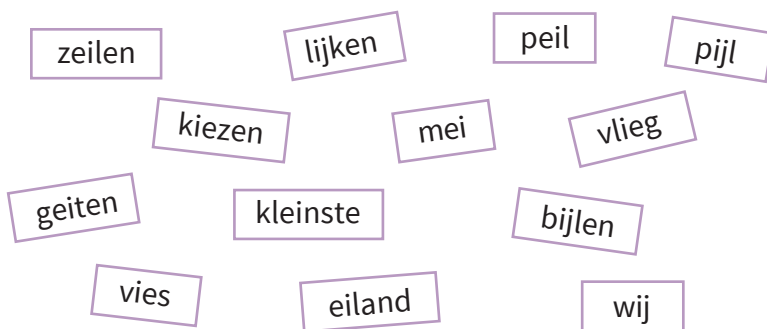 zeilen
lijken
peil
pijl
kiezen
mei
vlieg
geiten
kleinste
bijlen
vies
eiland
wij